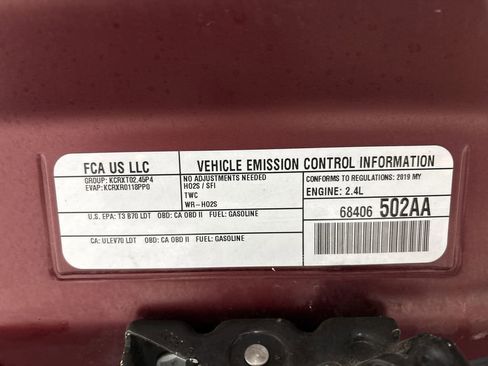 FCA US LLC
GROUP: KCRXT02.45P4
EVAP: KCRXR0118PP0
VEHICLE EMISSION CONTROL INFORMATION
NO ADJUSTMENTS NEEDED
HO2S / SFI
TWC
WR-HO2S
CONFORMS TO REGULATIONS: 2019 MY
ENGINE: 2.4L
68406 502AA
U.S. EPA: T3 B70 LDT OBD: CA OBD II FUEL: GASOLINE
CA: ULEV70 LDT OBD: CA OBD II FUEL: GASOLINE